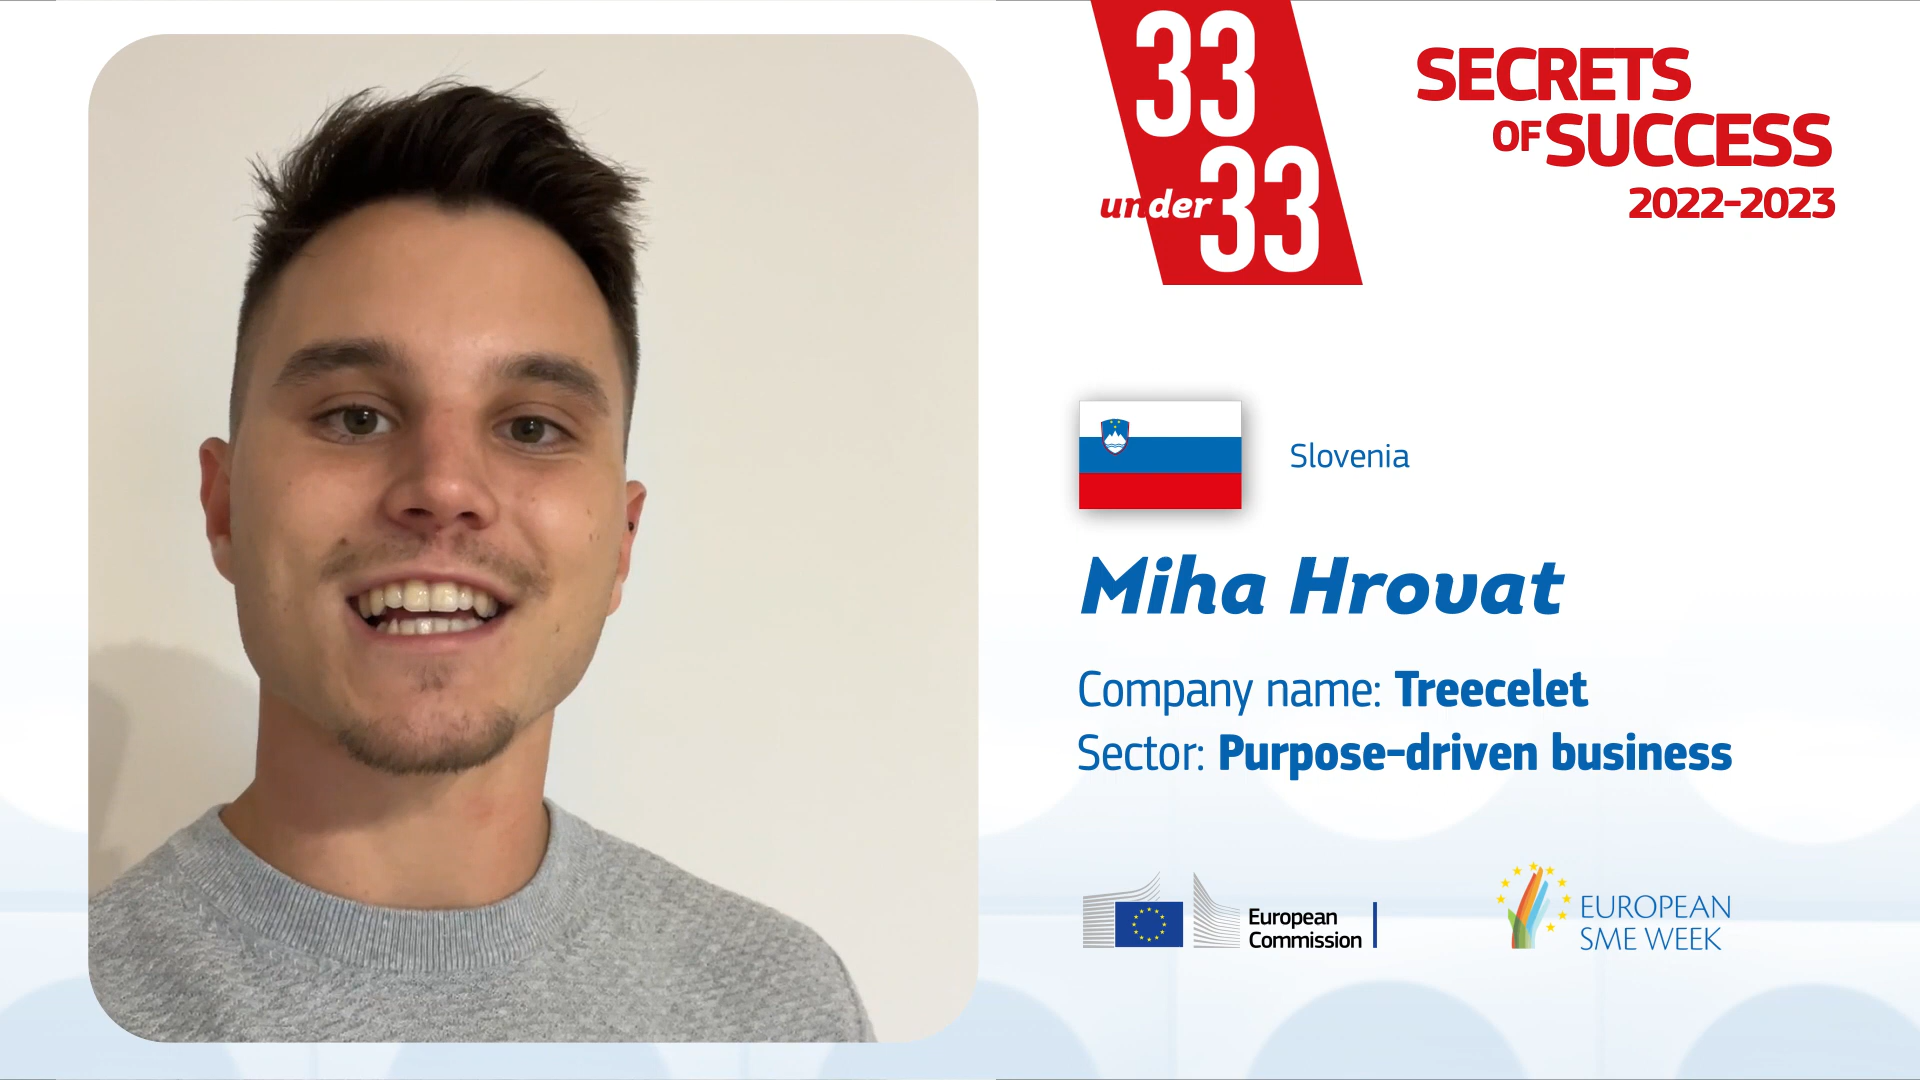 33
under 33
SECRETS
OF SUCCESS
2022-2023
Slovenia
Miha Hrovat
Company name: Treecelet
Sector: Purpose-driven business
European
Commission
EUROPEAN
SME WEEK